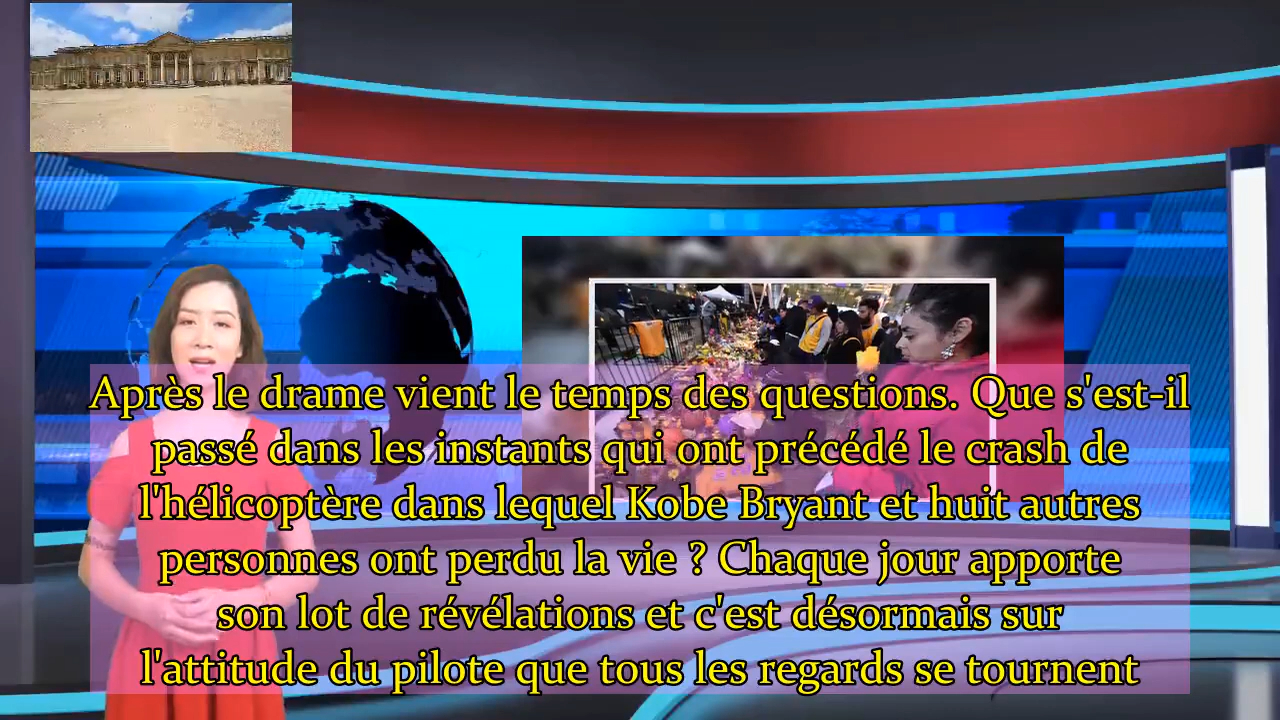 Après le drame vient le temps des questions. Que s'est-il
passé dans les instants qui ont précédé le crash de
l'hélicoptère dans lequel Kobe Bryant et huit autres
personnes ont perdu la vie ? Chaque jour apporte
son lot de révélations et c'est désormais sur
l'attitude du pilote que tous les regards se tournent